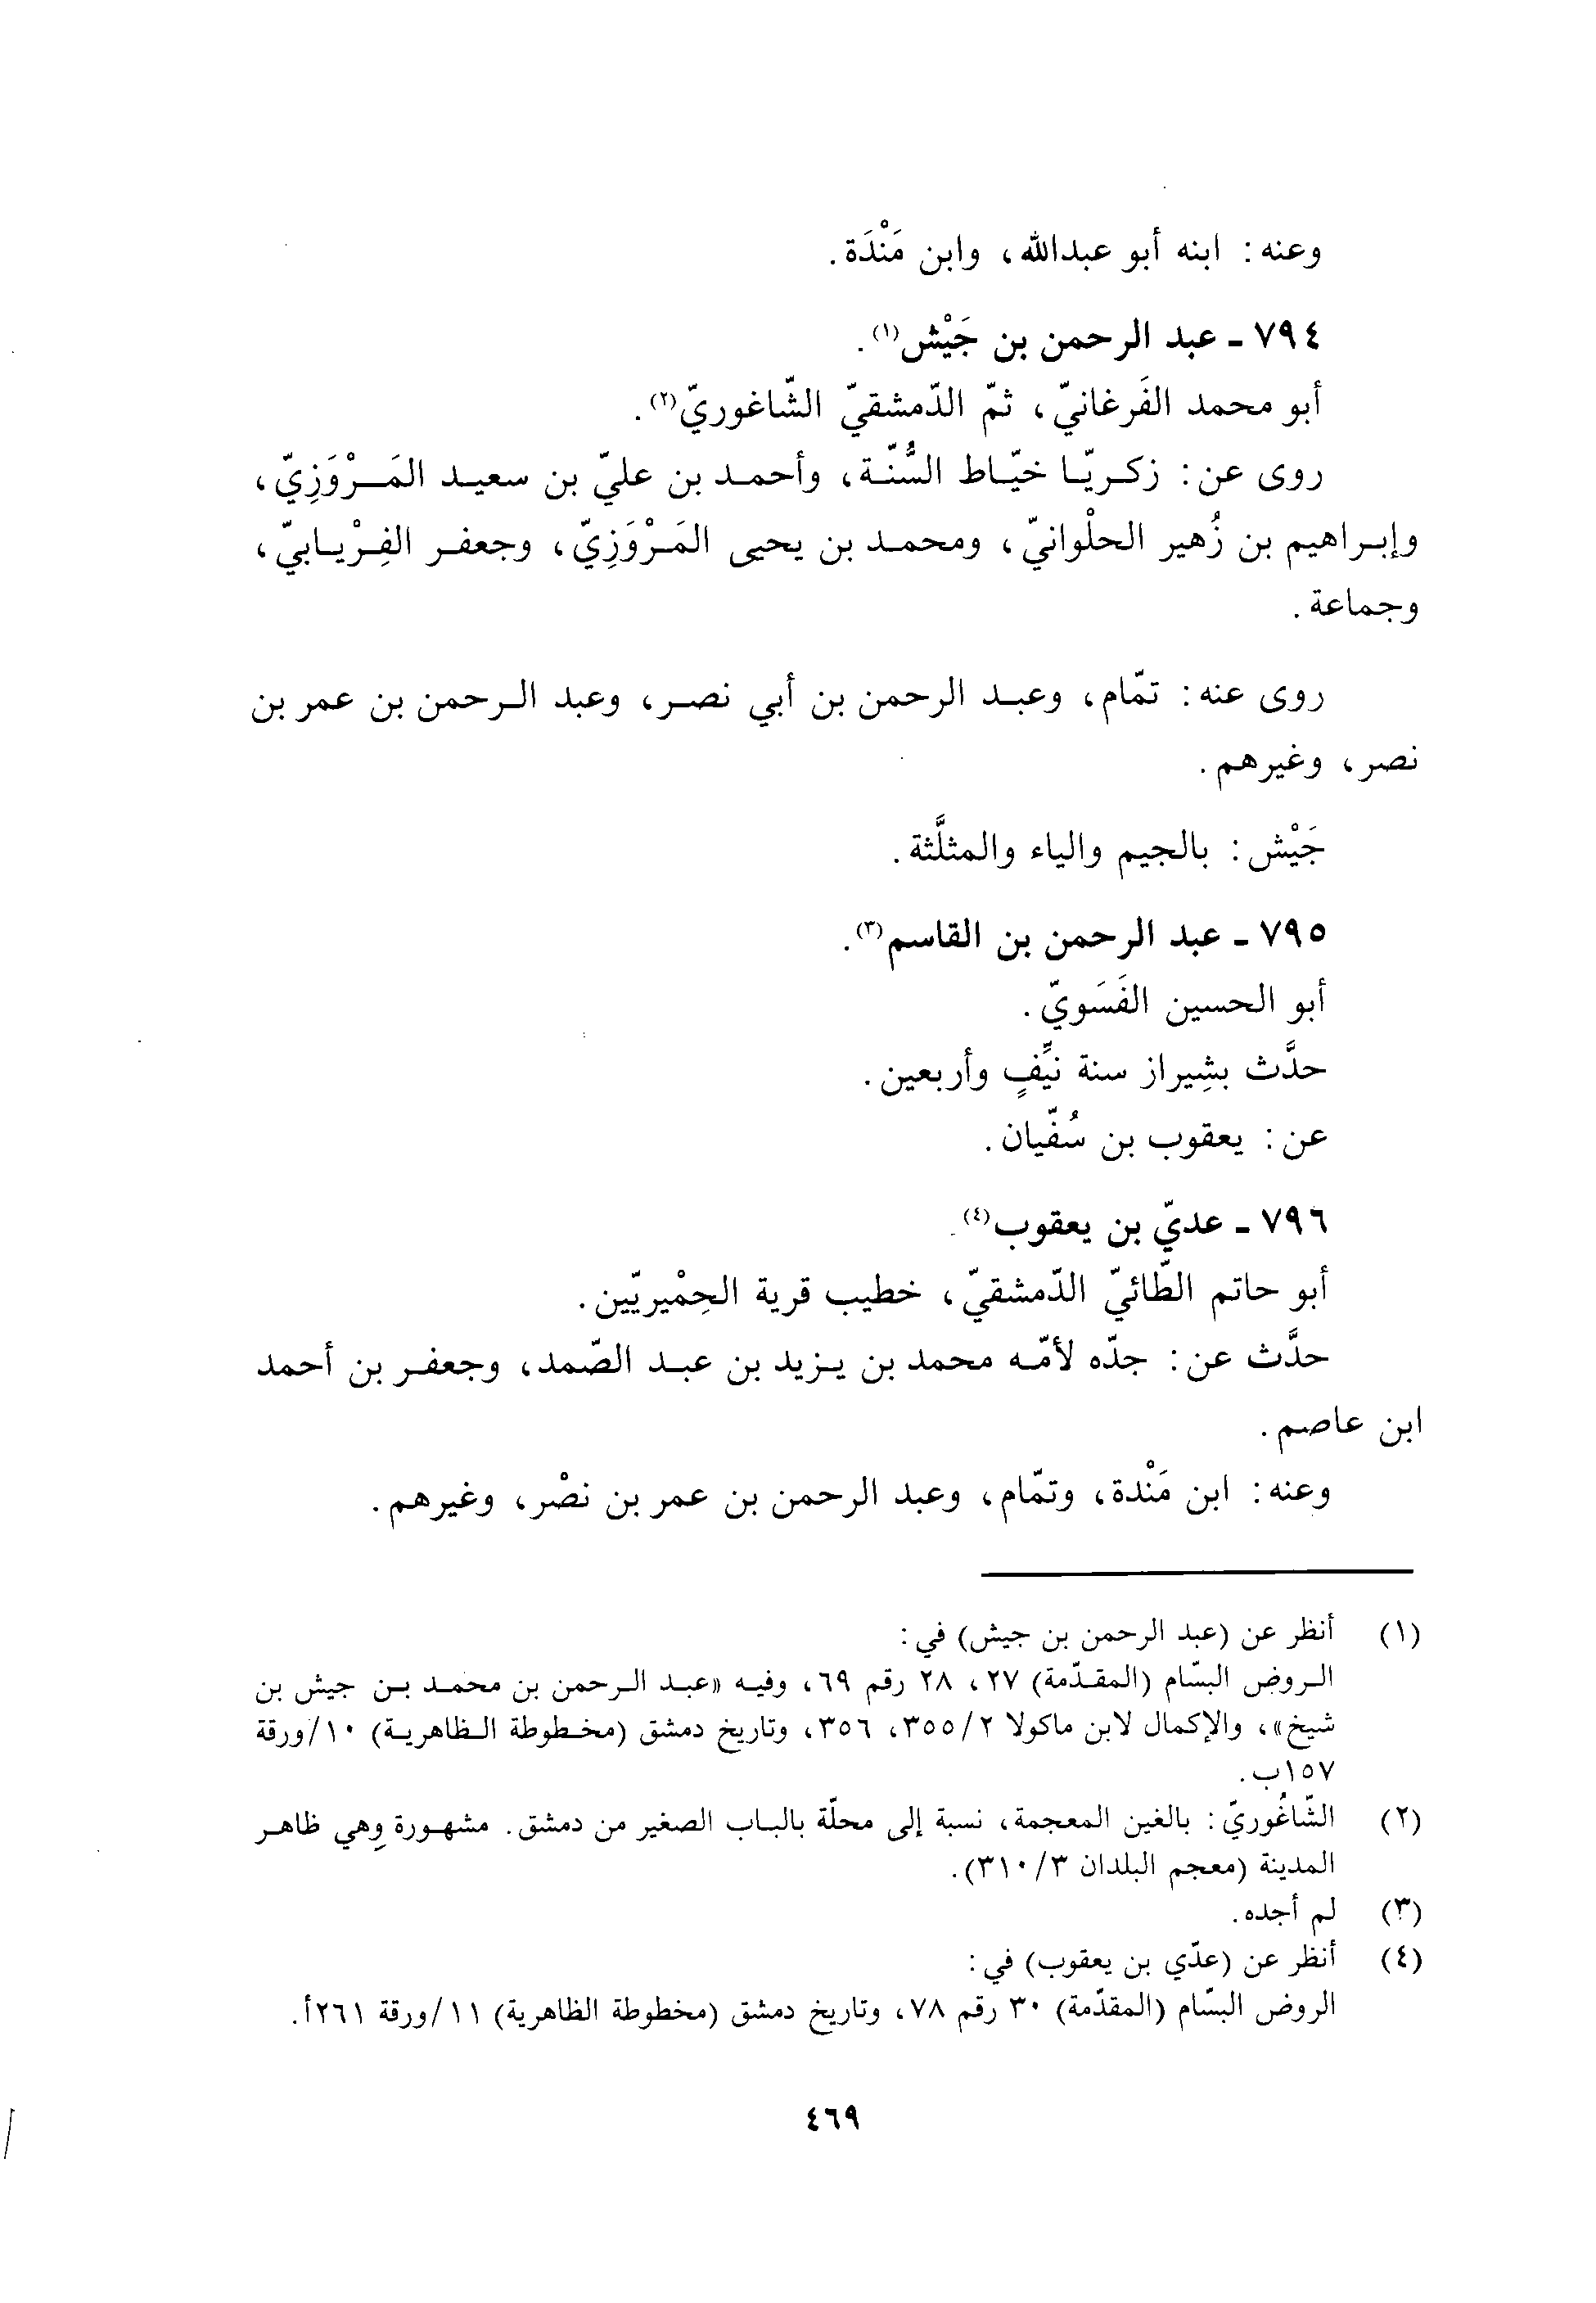 وعنه: ابنه أبو عبدالله، وابن مَنْدَة.
٧٩٤ - عبد الرحمن بن جَيْش(١).
أبو محمد الفَرغانيّ، ثمّ الدّمشقيّ الشّاغوريّ(٢).
روى عن: زكريّا خيّاط السُّنّة، وأحمد بن عليّ بن سعيد المَرْوَزِيّ،
وإبراهيم بن زُهير الحلْوانيّ، ومحمد بن يحيى المَرْوَزِيّ، وجعفر الفِرْيابيّ،
وجماعة.
روى عنه: تمّام، وعبد الرحمن بن أبي نصر، وعبد الرحمن بن عمر بن
نصر، وغيرهم.
جَيْش: بالجيم والياء والمثلَّثة.
٧٩٥ - عبد الرحمن بن القاسم(٣).
أبو الحسين الفَسَويّ.
حدَّث بشِيراز سنة نيِّفٍ وأربعين.
عن: يعقوب بن سُفّيان.
٧٩٦ - عديّ بن يعقوب(٤).
أبو حاتم الطّائيّ الدّمشقيّ، خطيب قرية الحِمْيريّين.
حدَّث عن: جدّه لأمّه محمد بن يزيد بن عبد الصّمد، وجعفر بن أحمد
ابن عاصم.
وعنه: ابن مَنْدة، وتمّام، وعبد الرحمن بن عمر بن نصْر، وغيرهم.
(١) أنظر عن (عبد الرحمن بن جيش) في:
الروض البسّام (المقدّمة) ٢٧، ٢٨ رقم ٦٩، وفيه «عبد الرحمن بن محمد بن جيش بن
شيخ»، والإكمال لابن ماكولا ٢/٣٥٥، ٣٥٦، وتاريخ دمشق (مخطوطة الظاهرية) ١٠/ورقة
١٥٧ب.
(٢) الشّاغُوريّ: بالغين المعجمة، نسبة إلى محلّة بالباب الصغير من دمشق. مشهورة وهي ظاهر
المدينة (معجم البلدان ٣/٣١٠).
(٣) لم أجده.
(٤) أنظر عن (عدّي بن يعقوب) في:
الروض البسّام (المقدّمة) ٣٠ رقم ٧٨، وتاريخ دمشق (مخطوطة الظاهرية) ١١/ورقة ٢٦١أ.
٤٦٩